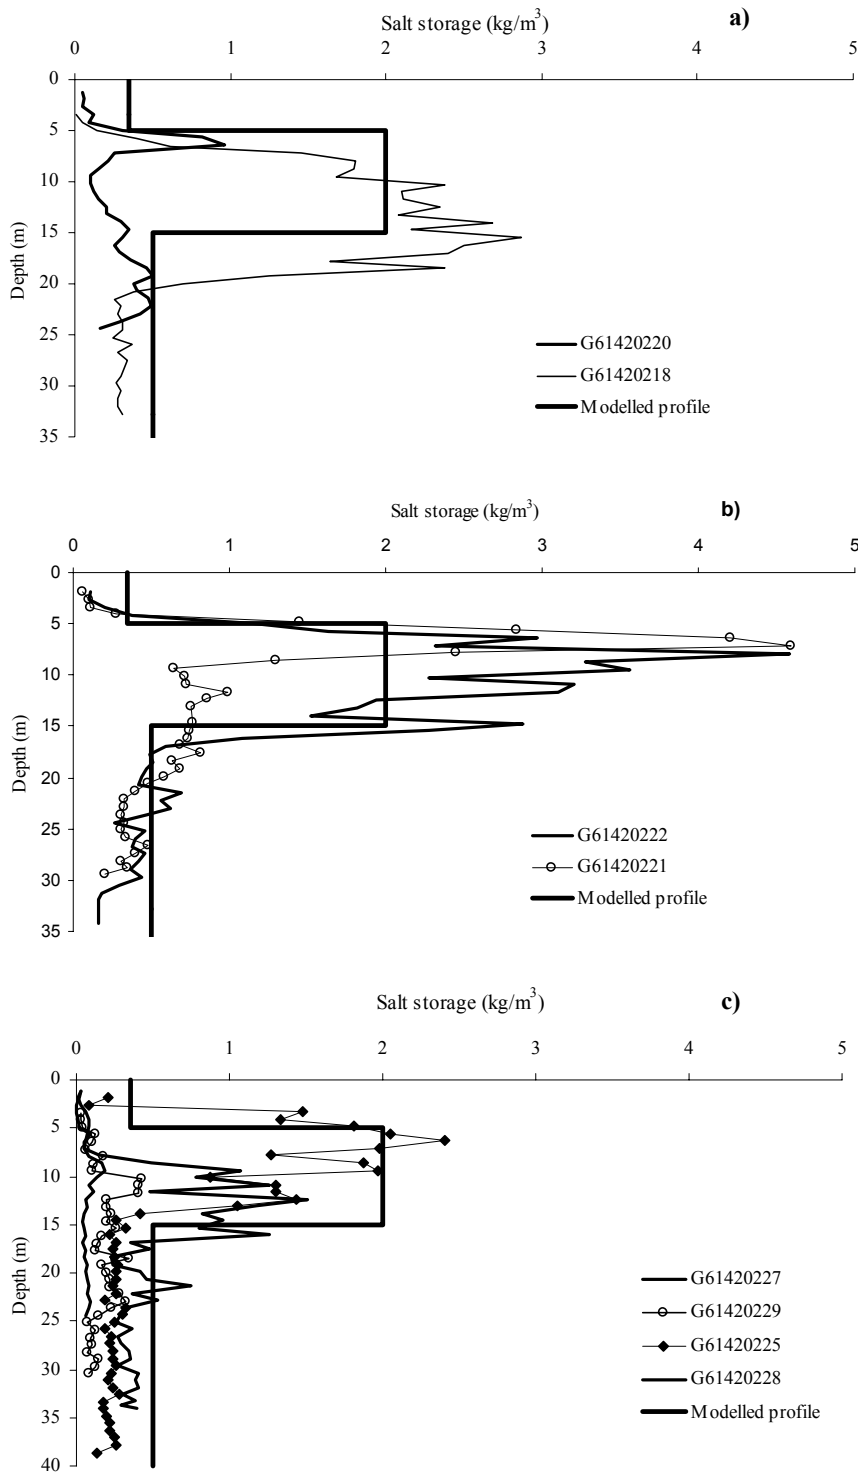 Salt storage (kg/m3) a)
0 1 2 3 4 5
0
5
10
15
20
25
30
35
Depth (m)
G61420220
G61420218
Modelled profile
Salt storage (kg/m3) b)
0 1 2 3 4 5
0
5
10
15
20
25
30
35
Depth (m)
G61420222
G61420221
Modelled profile
Salt storage (kg/m3) c)
0 1 2 3 4 5
0
5
10
15
20
25
30
35
40
Depth (m)
G61420227
G61420229
G61420225
G61420228
Modelled profile